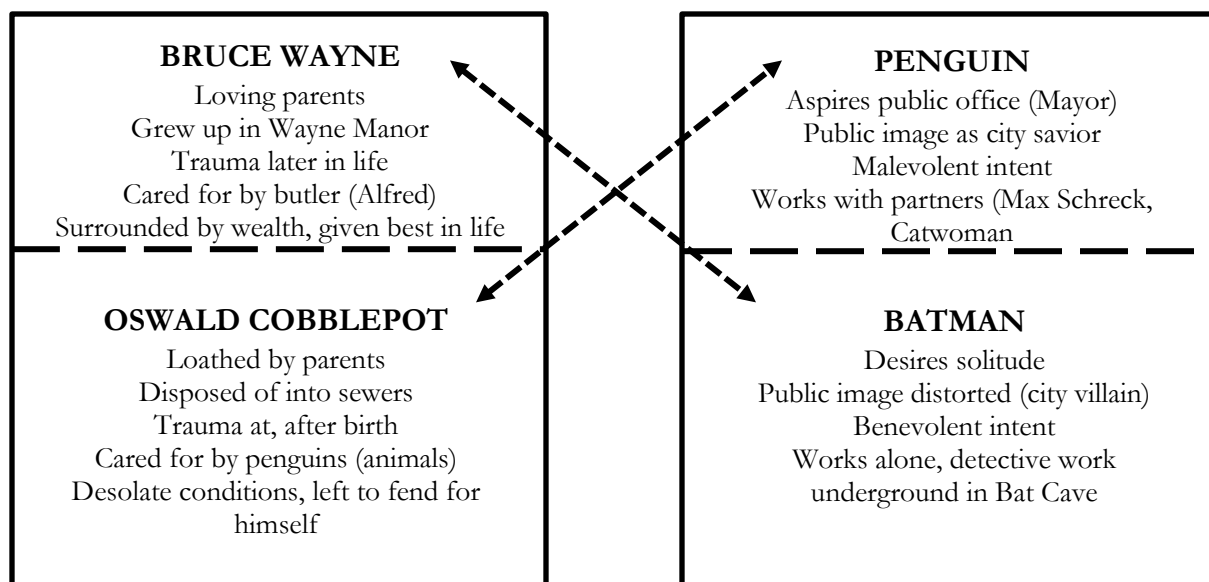 BRUCE WAYNE
Loving parents
Grew up in Wayne Manor
Trauma later in life
Cared for by butler (Alfred)
Surrounded by wealth, given best in life
OSWALD COBBLEPOT
Loathed by parents
Disposed of into sewers
Trauma at, after birth
Cared for by penguins (animals)
Desolate conditions, left to fend for
himself
PENGUIN
Aspires public office (Mayor)
Public image as city savior
Malevolent intent
Works with partners (Max Schreck,
Catwoman
BATMAN
Desires solitude
Public image distorted (city villain)
Benevolent intent
Works alone, detective work
underground in Bat Cave